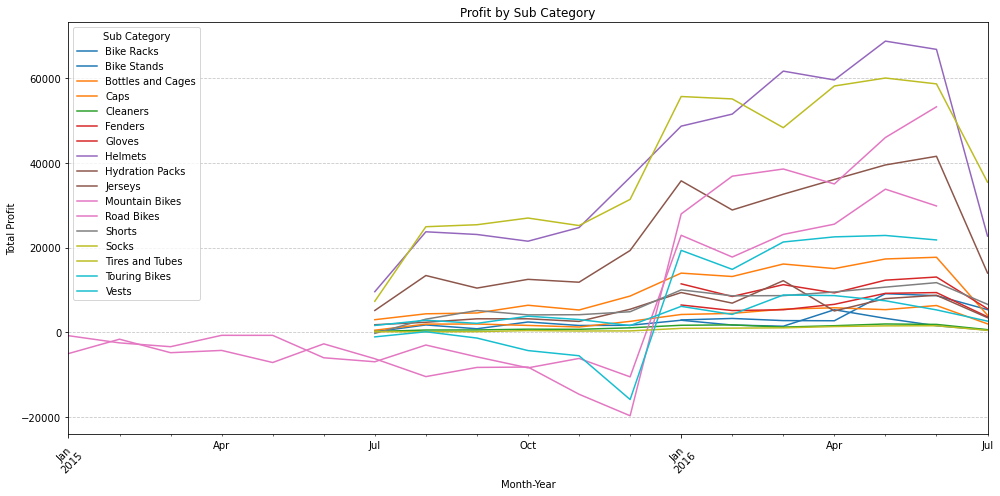 Profit by Sub Category
Sub Category
Bike Racks
Bike Stands
Bottles and Cages
Caps
Cleaners
Fenders
Gloves
Helmets
Hydration Packs
Jerseys
Mountain Bikes
Road Bikes
Shorts
Socks
Tires and Tubes
Touring Bikes
Vests
Total Profit
60000
40000
20000
0
−20000
Jan
2015
Apr
Jul
Oct
Jan
2016
Apr
Jul
Month-Year